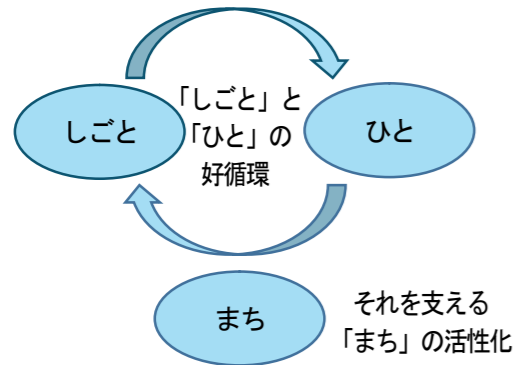 しごと
「しごと」と
「ひと」の
好循環
ひと
まち
それを支える
「まち」の活性化